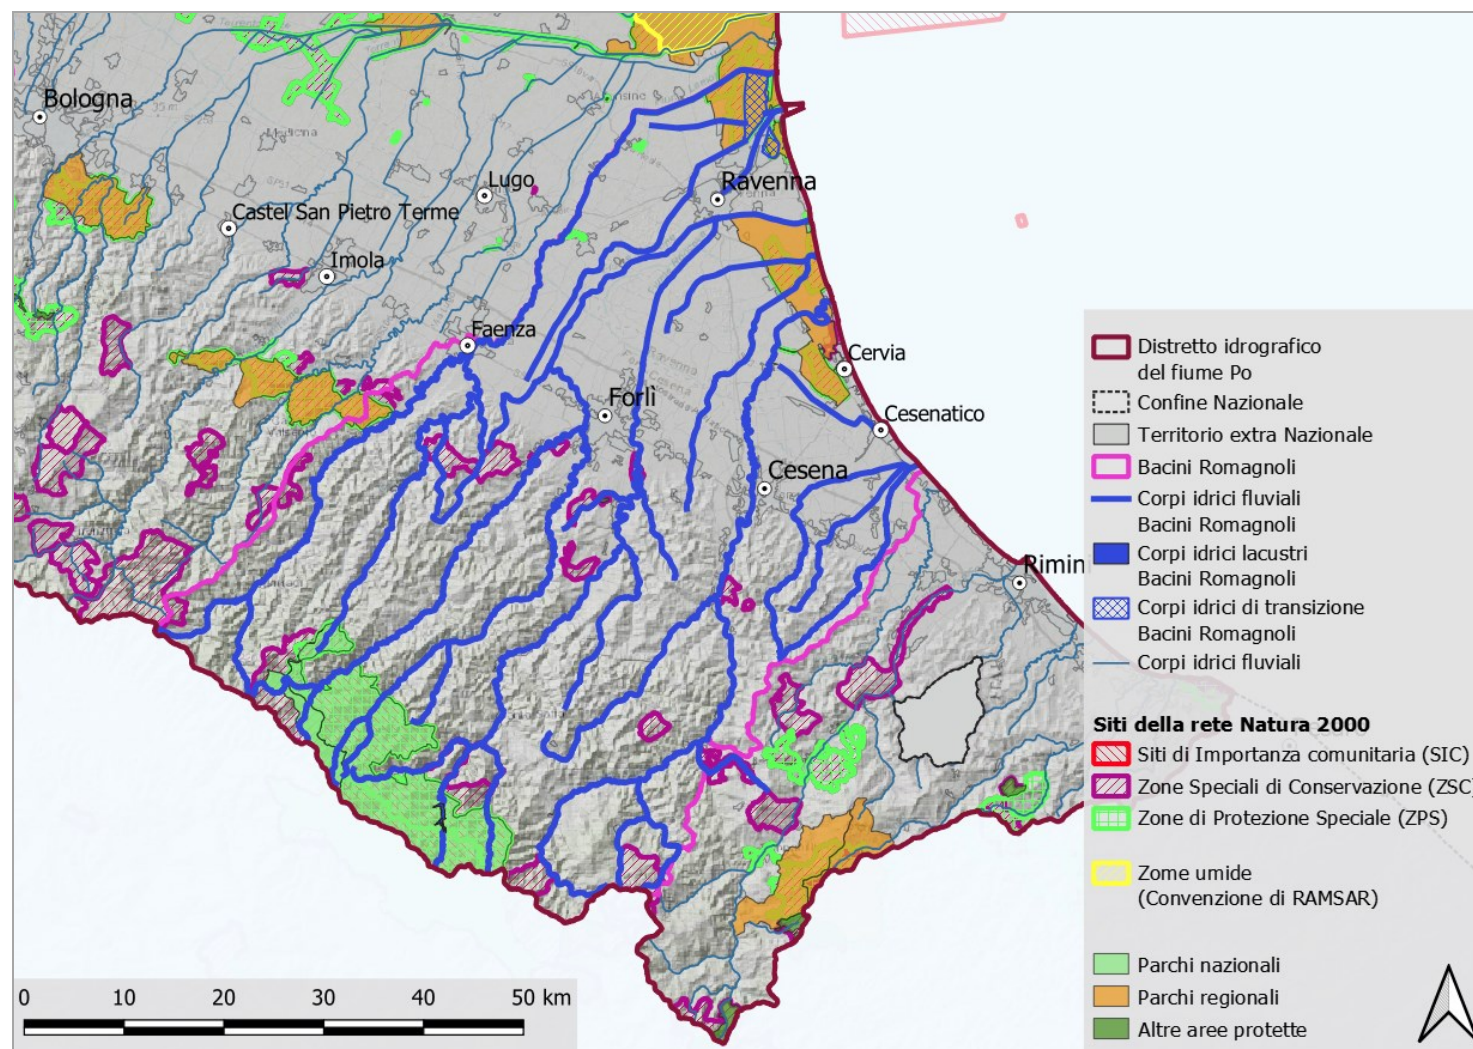 Bologna
Medicina
Ravenna
Lugo
Castel San Pietro Terme
Imola
Faenza
Cervia
Forlì
Cesenatico
Cesena
Rimin
Distretto idrografico
del fiume Po
Confine Nazionale
Territorio extra Nazionale
Bacini Romagnoli
Corpi idrici fluviali
Bacini Romagnoli
Corpi idrici lacustri
Bacini Romagnoli
Corpi idrici di transizione
Bacini Romagnoli
Corpi idrici fluviali
Siti della rete Natura 2000
Siti di Importanza comunitaria (SIC)
Zone Speciali di Conservazione (ZSC)
Zone di Protezione Speciale (ZPS)
Zome umide
(Convenzione di RAMSAR)
Parchi nazionali
Parchi regionali
Altre aree protette
0 10 20 30 40 50 km